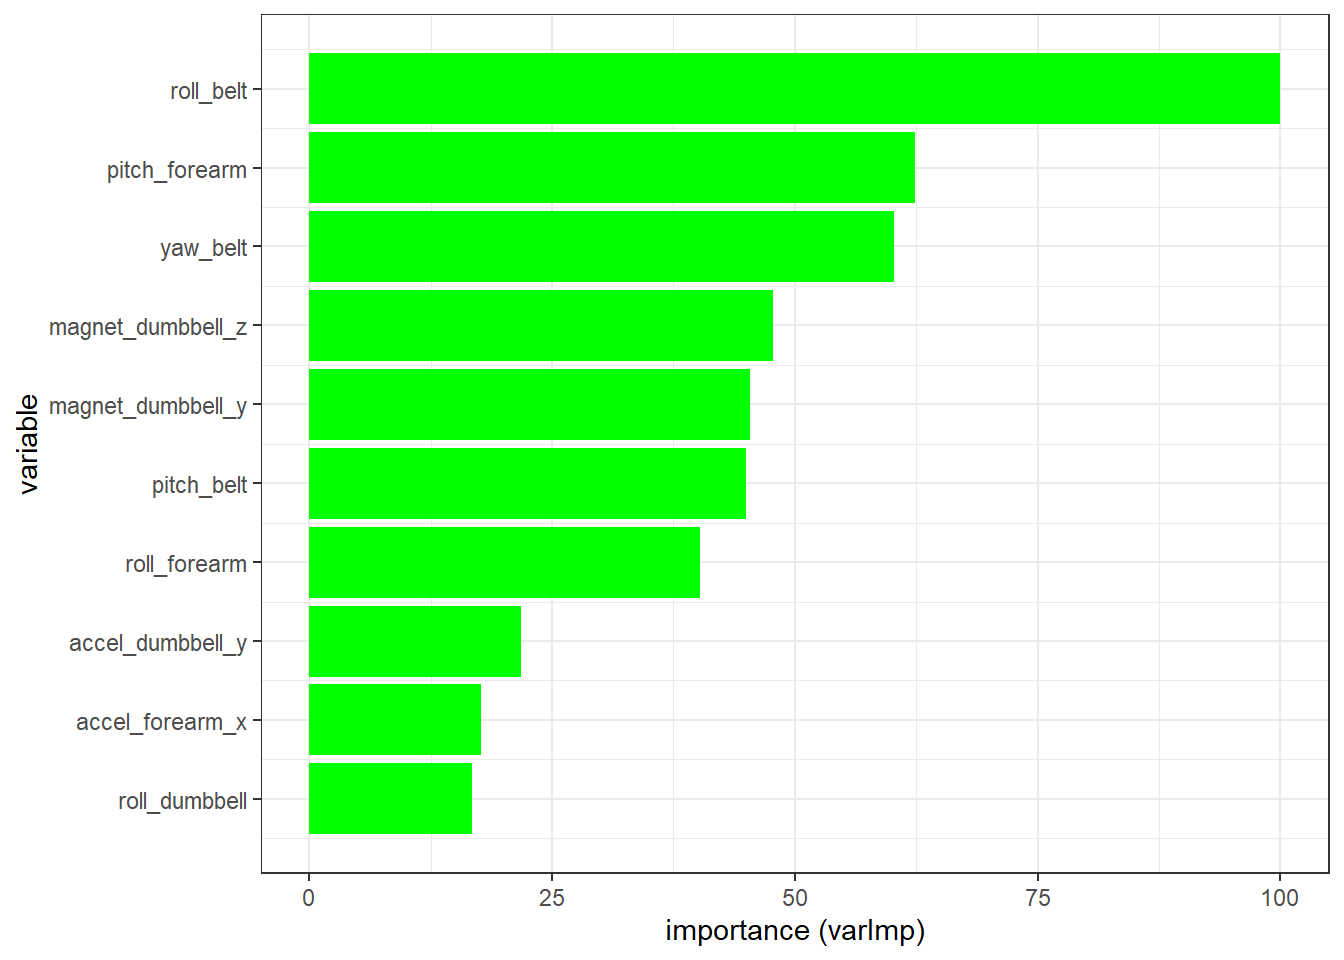 roll_belt
pitch_forearm
yaw_belt
magnet_dumbbell_z
magnet_dumbbell_y
pitch_belt
roll_forearm
accel_dumbbell_y
accel_forearm_x
roll_dumbbell
variable
0 25 50 75 100
importance (varImp)